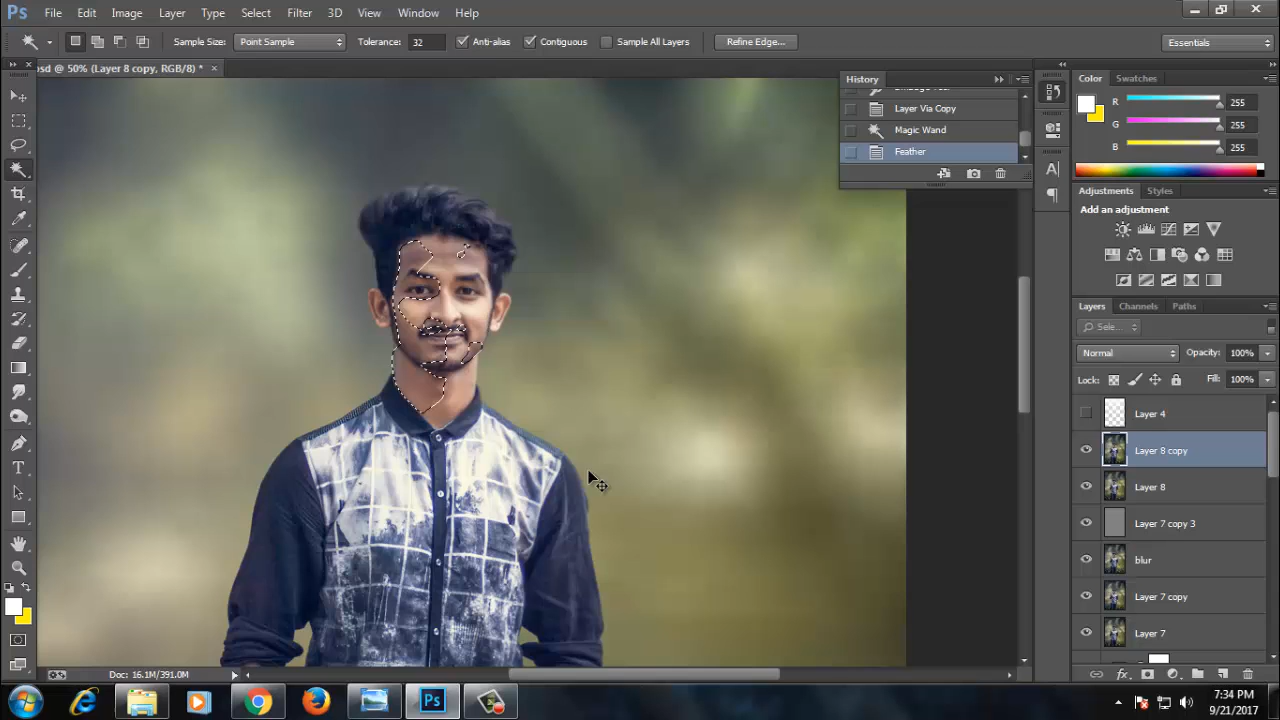 Ps File Edit Image Layer Type Select Filter 3D View Window Help
Sample Size: Point Sample Tolerance: 32 Anti-alias Contiguous Sample All Layers Refine Edge... Essentials
osd @ 50% (Layer 8 copy, RGB/8) * ×
History
Layer Via Copy
Magic Wand
Feather
Color Swatches
R 255
G 255
B 255
Adjustments Styles
Add an adjustment
Layers Channels Paths
Sele...
Normal Opacity: 100%
Lock: Fill: 100%
Layer 4
Layer 8 copy
Layer 8
Layer 7 copy 3
blur
Layer 7 copy
Layer 7
Doc: 16.1M/391.0M
Ps
7:34 PM
9/21/2017